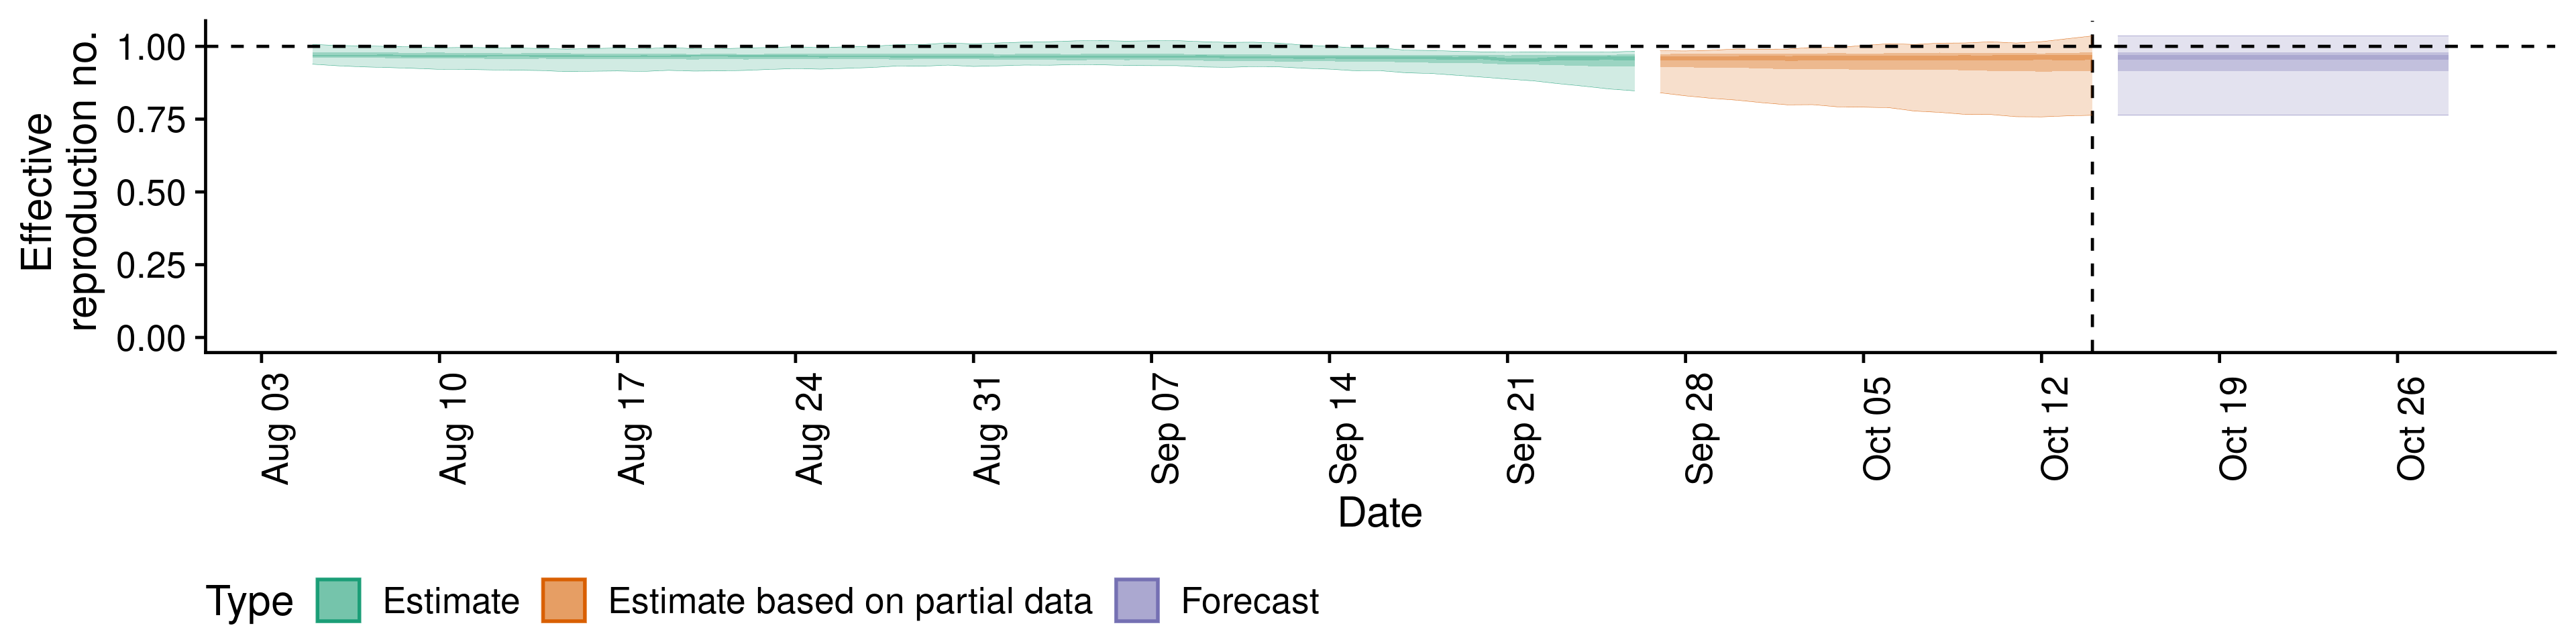 Effective
reproduction no.
1.00
0.75
0.50
0.25
0.00
Aug 03
Aug 10
Aug 17
Aug 24
Aug 31
Sep 07
Sep 14
Sep 21
Sep 28
Oct 05
Oct 12
Oct 19
Oct 26
Date
Type Estimate Estimate based on partial data Forecast